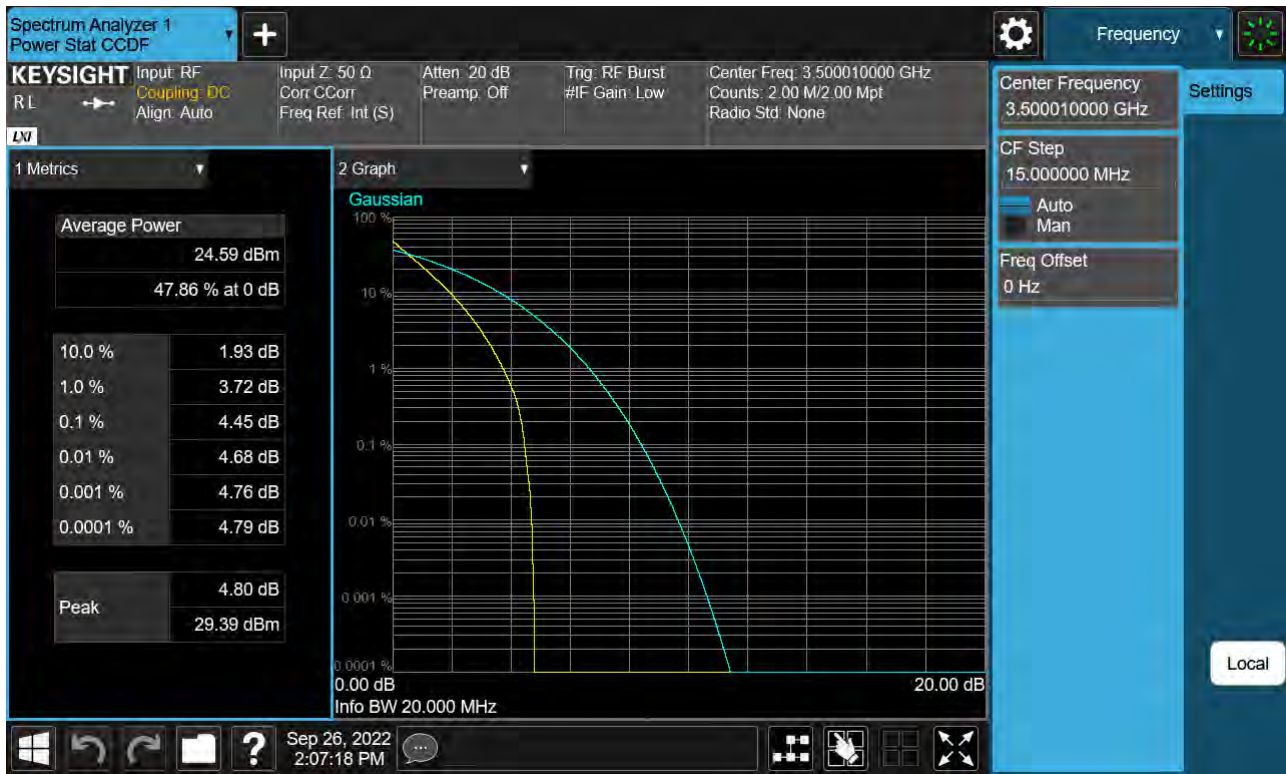 Spectrum Analyzer 1
Power Stat CCDF
Frequency
KEYSIGHT
R L
LXI
Input: RF
Coupling: DC
Align: Auto
Input Z: 50 Ω
Corr CCorr
Freq Ref: Int (S)
Atten: 20 dB
Preamp: Off
Trig: RF Burst
#IF Gain: Low
Center Freq: 3.500010000 GHz
Counts: 2.00 M/2.00 Mpt
Radio Std: None
Center Frequency
3.500010000 GHz
Settings
CF Step
15.000000 MHz
Auto
Man
Freq Offset
0 Hz
Local
1 Metrics
Average Power
24.59 dBm
47.86 % at 0 dB
10.0 % 1.93 dB
1.0 % 3.72 dB
0.1 % 4.45 dB
0.01 % 4.68 dB
0.001 % 4.76 dB
0.0001 % 4.79 dB
Peak
4.80 dB
29.39 dBm
2 Graph
Gaussian
100 %
10 %
1 %
0.1 %
0.01 %
0.001 %
0.0001 %
0.00 dB 20.00 dB
Info BW 20.000 MHz
?
Sep 26, 2022
2:07:18 PM